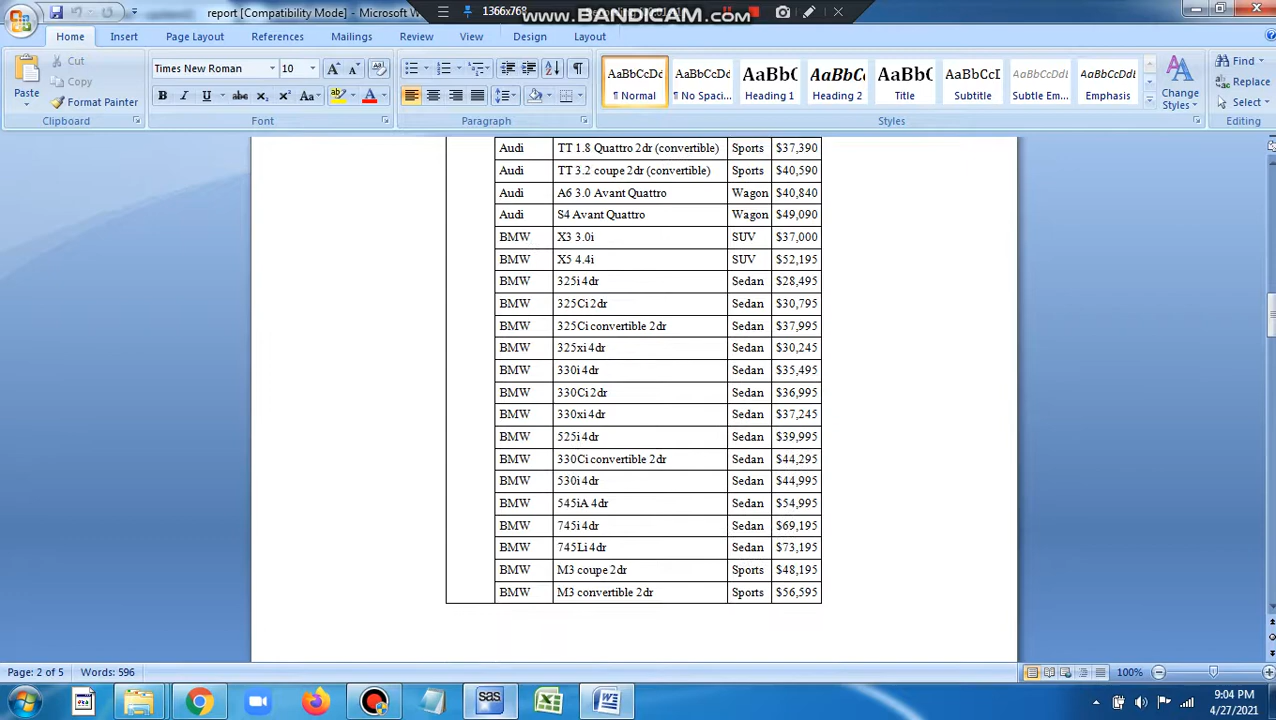 report [Compatibility Mode] - Microsoft W
1366x768
www.BANDICAM.com
Home Insert Page Layout References Mailings Review View Design Layout
Paste
Cut
Copy
Format Painter
Clipboard
Times New Roman 10
Font
Paragraph
AaBbCcDd AaBbCcDd AaBbC AaBbC AaBbC AaBbCcI AaBbCcD AaBbCcDd
¶ Normal ¶ No Spaci... Heading 1 Heading 2 Title Subtitle Subtle Em... Emphasis
Styles
Change Styles
Find
Replace
Select
Editing
Audi TT 1.8 Quattro 2dr (convertible) Sports $37,390
Audi TT 3.2 coupe 2dr (convertible) Sports $40,590
Audi A6 3.0 Avant Quattro Wagon $40,840
Audi S4 Avant Quattro Wagon $49,090
BMW X3 3.0i SUV $37,000
BMW X5 4.4i SUV $52,195
BMW 325i 4dr Sedan $28,495
BMW 325Ci 2dr Sedan $30,795
BMW 325Ci convertible 2dr Sedan $37,995
BMW 325xi 4dr Sedan $30,245
BMW 330i 4dr Sedan $35,495
BMW 330Ci 2dr Sedan $36,995
BMW 330xi 4dr Sedan $37,245
BMW 525i 4dr Sedan $39,995
BMW 330Ci convertible 2dr Sedan $44,295
BMW 530i 4dr Sedan $44,995
BMW 545iA 4dr Sedan $54,995
BMW 745i 4dr Sedan $69,195
BMW 745Li 4dr Sedan $73,195
BMW M3 coupe 2dr Sports $48,195
BMW M3 convertible 2dr Sports $56,595
Page: 2 of 5 Words: 596
100%
sas
9:04 PM
4/27/2021